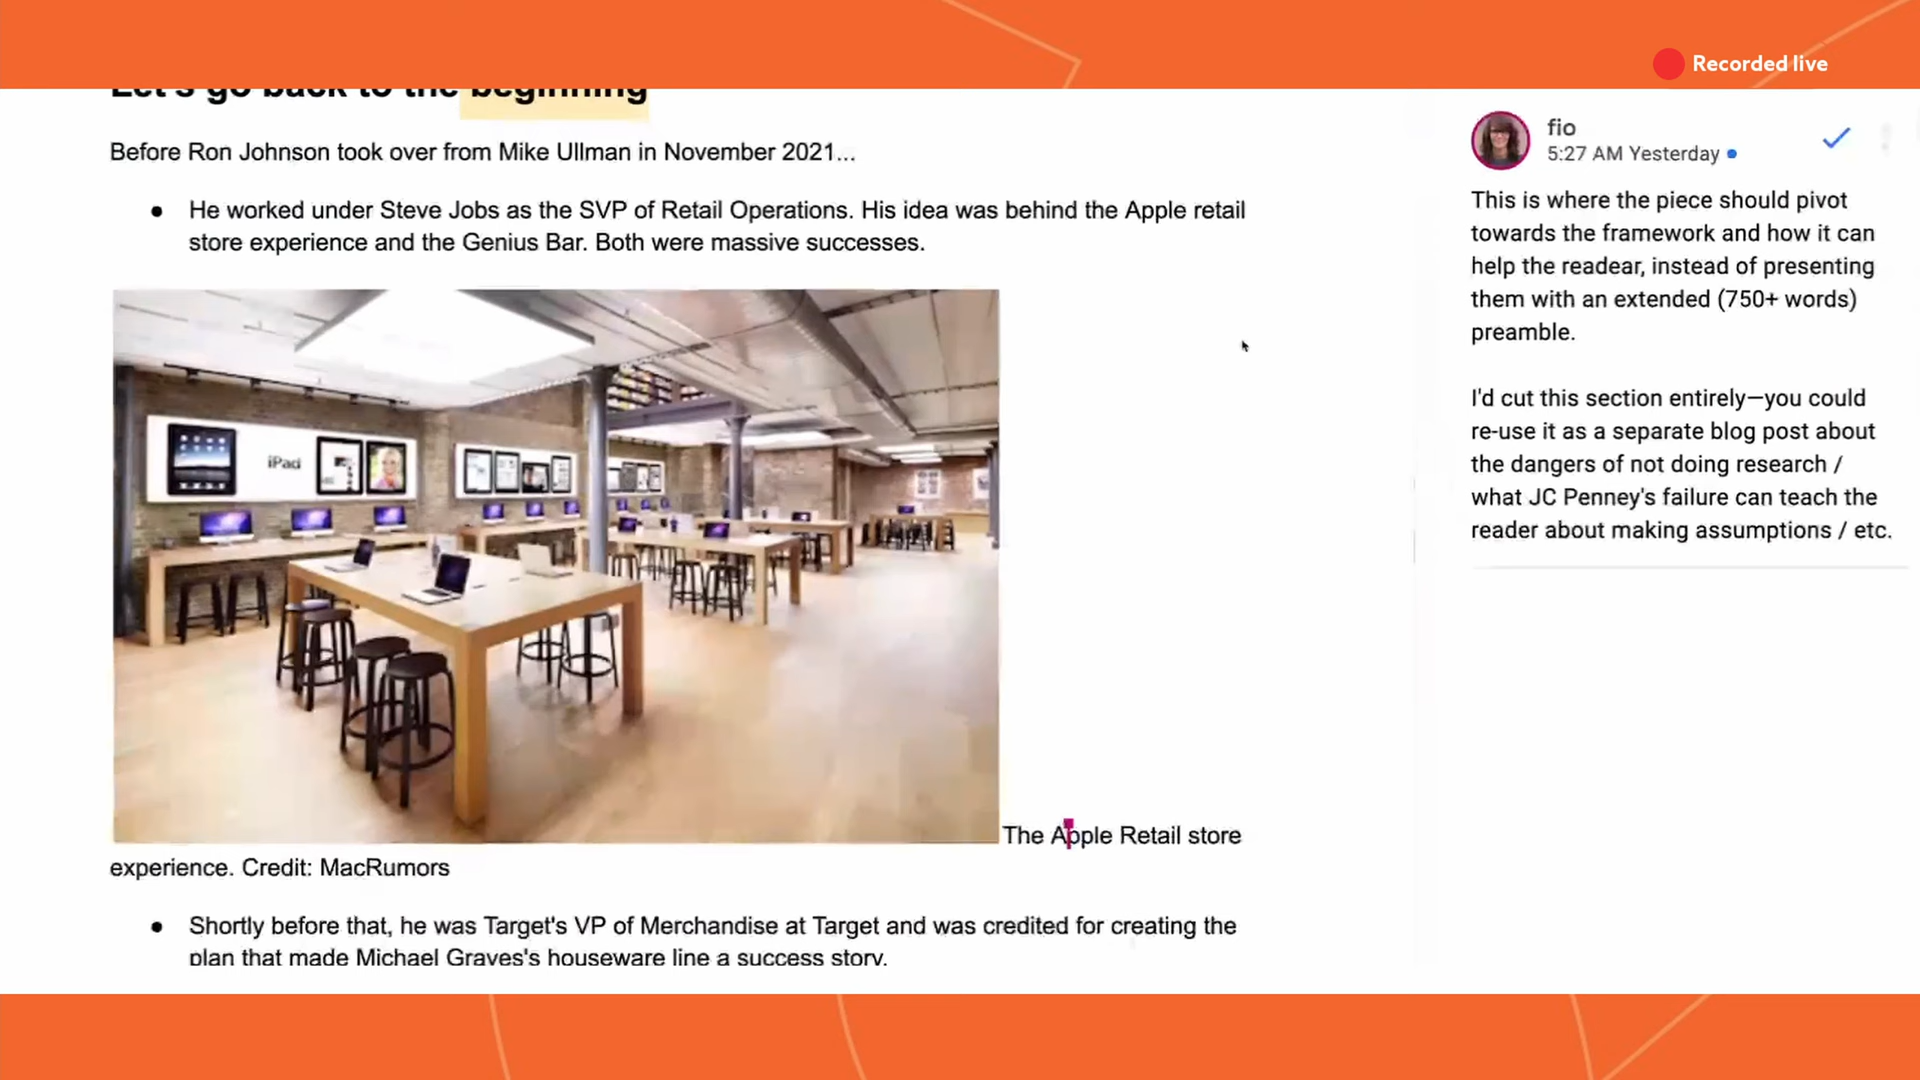 Recorded live
Let's go back to the beginning
Before Ron Johnson took over from Mike Ullman in November 2021...
● He worked under Steve Jobs as the SVP of Retail Operations. His idea was behind the Apple retail
store experience and the Genius Bar. Both were massive successes.
iPad
The Apple Retail store
experience. Credit: MacRumors
● Shortly before that, he was Target's VP of Merchandise at Target and was credited for creating the
plan that made Michael Graves's houseware line a success story.
fio
5:27 AM Yesterday
This is where the piece should pivot
towards the framework and how it can
help the readear, instead of presenting
them with an extended (750+ words)
preamble.
I'd cut this section entirely—you could
re-use it as a separate blog post about
the dangers of not doing research /
what JC Penney's failure can teach the
reader about making assumptions / etc.